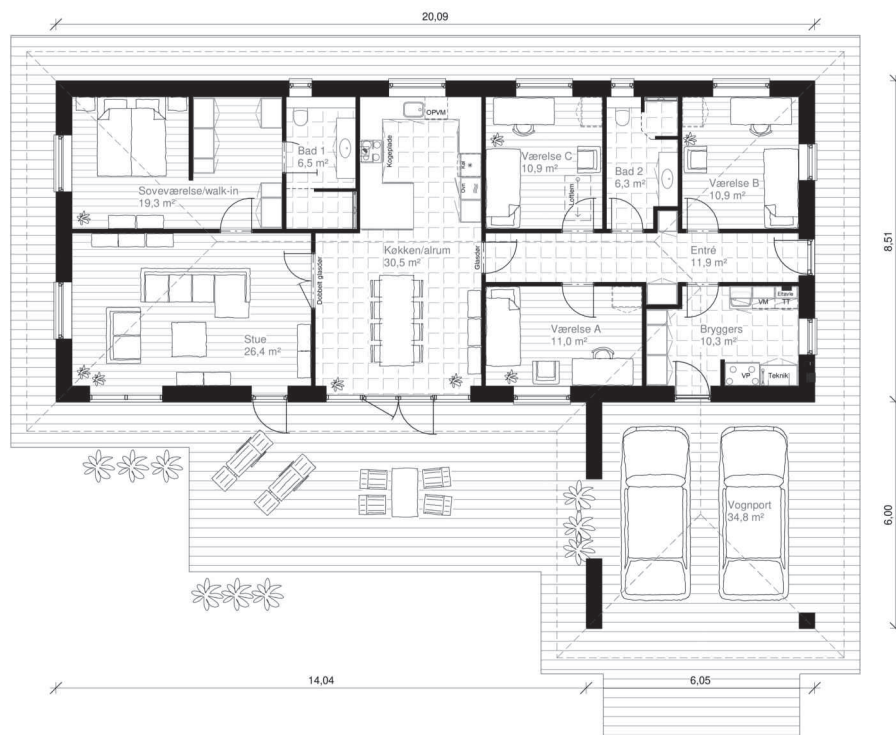 20,09
OPVM
Kogeplade
Bad 1
6,5 m²
Køl
Ovn
Værelse C
10,9 m²
Loftlem
Bad 2
6,3 m²
Værelse B
10,9 m²
Soveværelse/walk-in
19,3 m²
8,51
Køkken/alrum
30,5 m²
Glasdør
Entré
11,9 m²
Dobbelt glasdør
Stue
26,4 m²
Værelse A
11,0 m²
Bryggers
10,3 m²
VM
TT
VP
Teknik
Vognport
34,8 m²
6,00
14,04
6,05